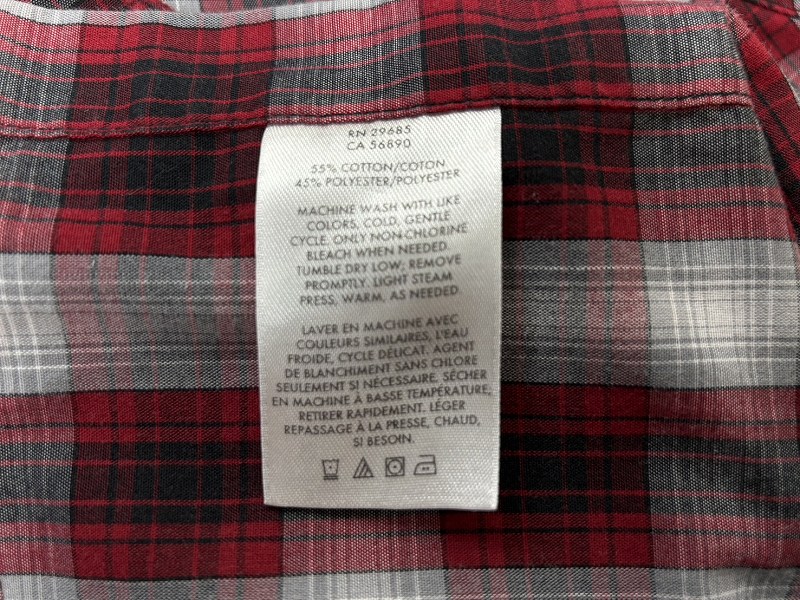 RN 29685
CA 56890
55% COTTON/COTON
45% POLYESTER/POLYESTER
MACHINE WASH WITH LIKE
COLORS, COLD, GENTLE
CYCLE. ONLY NON-CHLORINE
BLEACH WHEN NEEDED.
TUMBLE DRY LOW; REMOVE
PROMPTLY. LIGHT STEAM
PRESS, WARM, AS NEEDED.
LAVER EN MACHINE AVEC
COULEURS SIMILAIRES, L'EAU
FROIDE, CYCLE DÉLICAT. AGENT
DE BLANCHIMENT SANS CHLORE
SEULEMENT SI NÉCESSAIRE. SÉCHER
EN MACHINE À BASSE TEMPÉRATURE,
RETIRER RAPIDEMENT. LÉGER
REPASSAGE À LA PRESSE, CHAUD,
SI BESOIN.